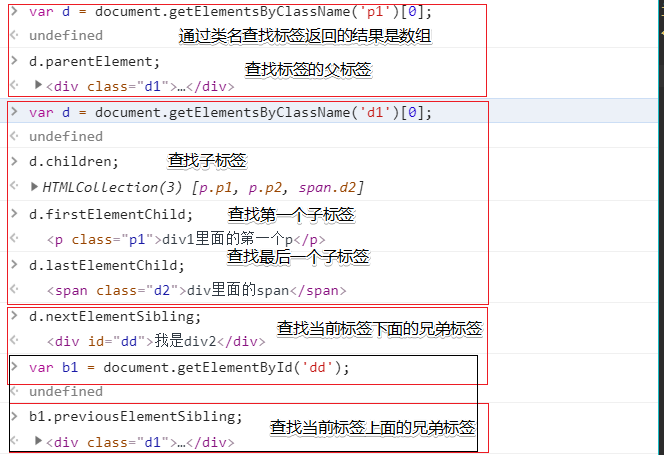 var d = document.getElementsByClassName('p1')[0];
undefined
通过类名查找标签返回的结果是数组
d.parentElement;
查找标签的父标签
<div class="d1">…</div>
var d = document.getElementsByClassName('d1')[0];
undefined
d.children;
查找子标签
HTMLCollection(3) [p.p1, p.p2, span.d2]
d.firstElementChild;
查找第一个子标签
<p class="p1">div1里面的第一个p</p>
查找最后一个子标签
d.lastElementChild;
<span class="d2">div里面的span</span>
d.nextElementSibling;
查找当前标签下面的兄弟标签
<div id="dd">我是div2</div>
var b1 = document.getElementById('dd');
undefined
b1.previousElementSibling;
查找当前标签上面的兄弟标签
<div class="d1">…</div>